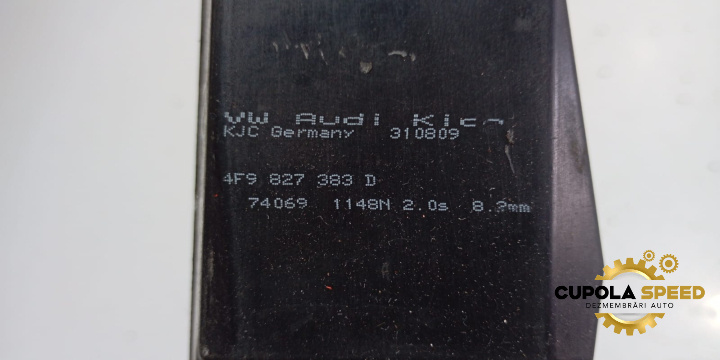 VW Audi
KJC Germany 310809
4F9 827 383 D
74069 1148N 2.0s
CUPOLA SPEED
DEZMEMBRĂRI AUTO